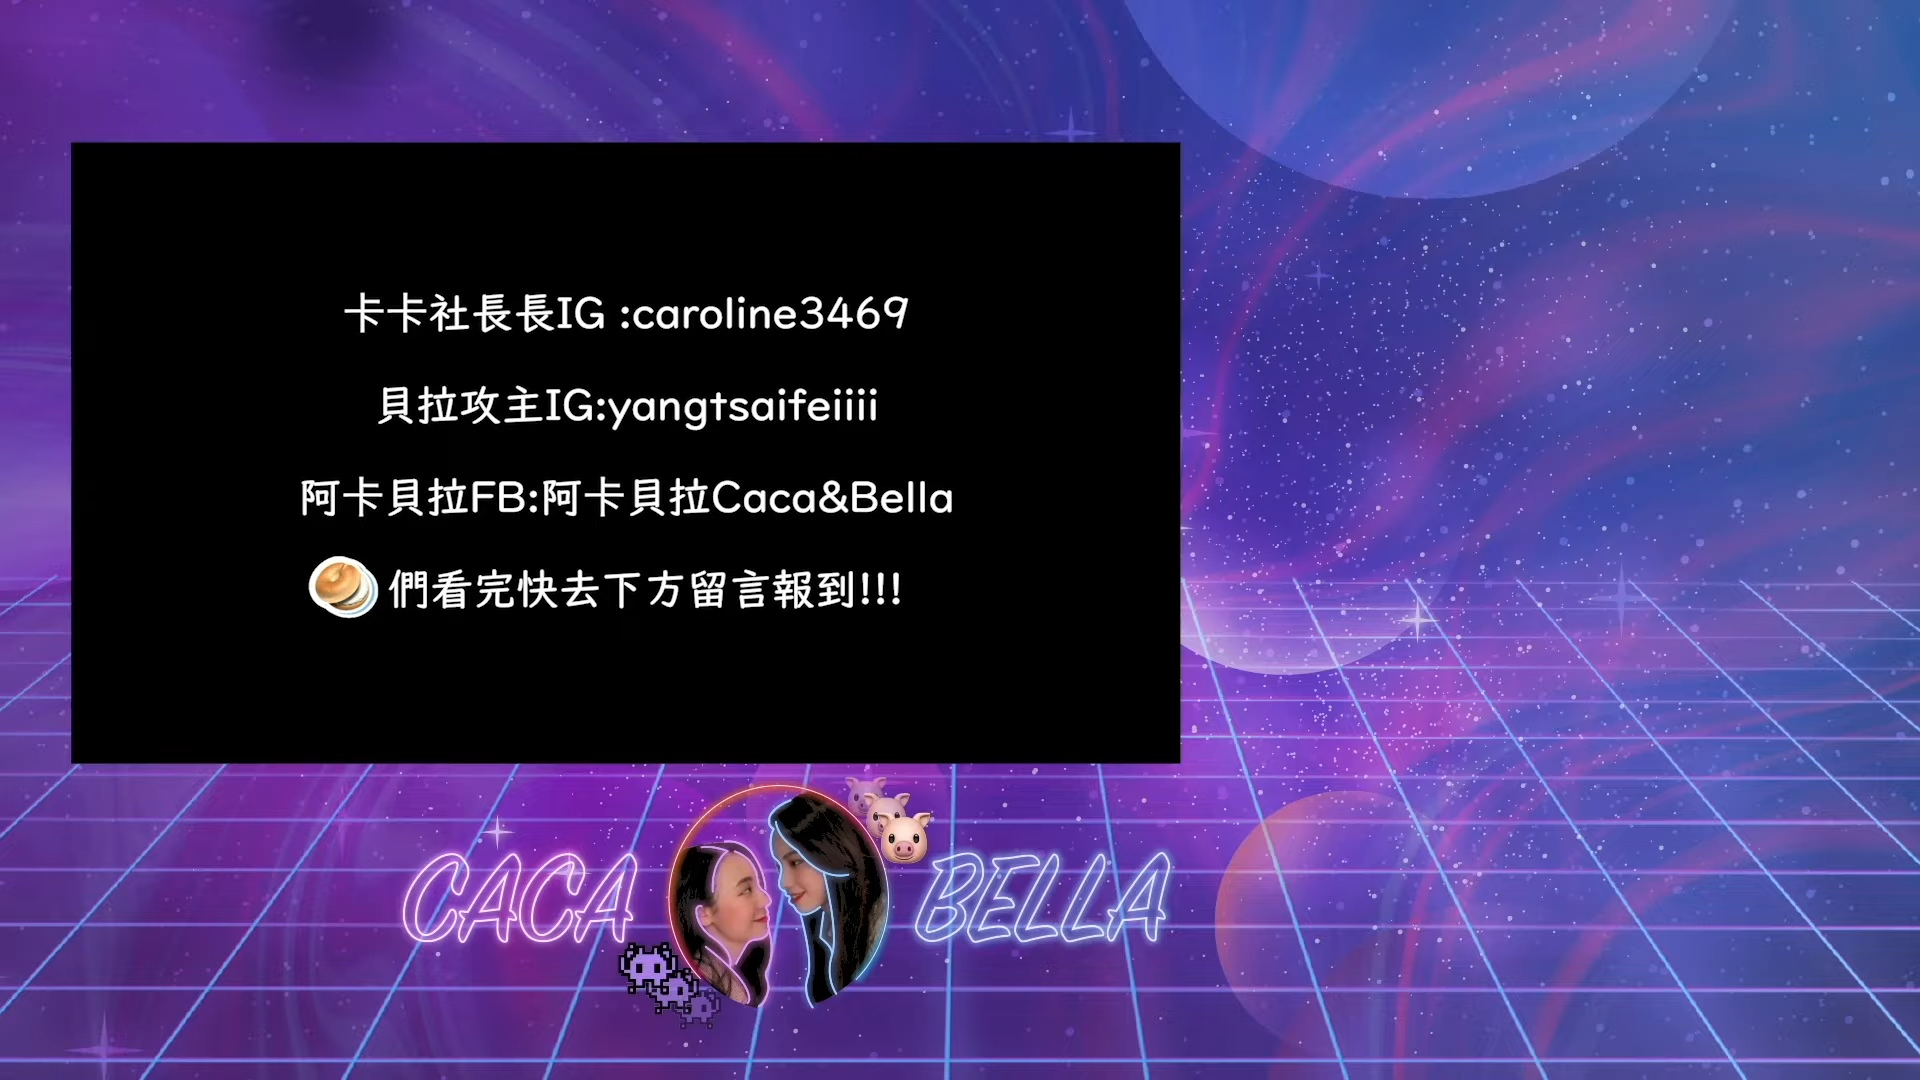 卡卡社長長IG :caroline3469
貝拉攻主IG:yangtsaifeiiii
阿卡貝拉FB:阿卡貝拉Caca&Bella
們看完快去下方留言報到!!!
CACA BELLA